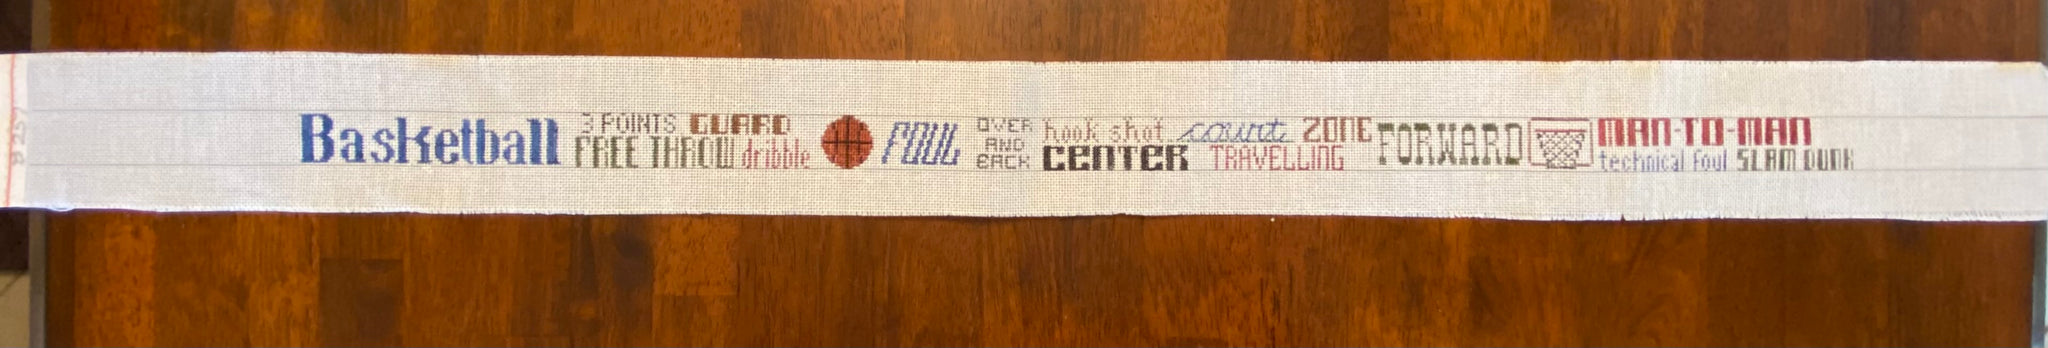 Basketball
3 POINTS GUARD
FREE THROW dribble
FOUL
OVER
AND
BACK
hook shot court ZONE
CENTER TRAVELLING
FORWARD
MAN-TO-MAN
technical foul SLAM DUNK